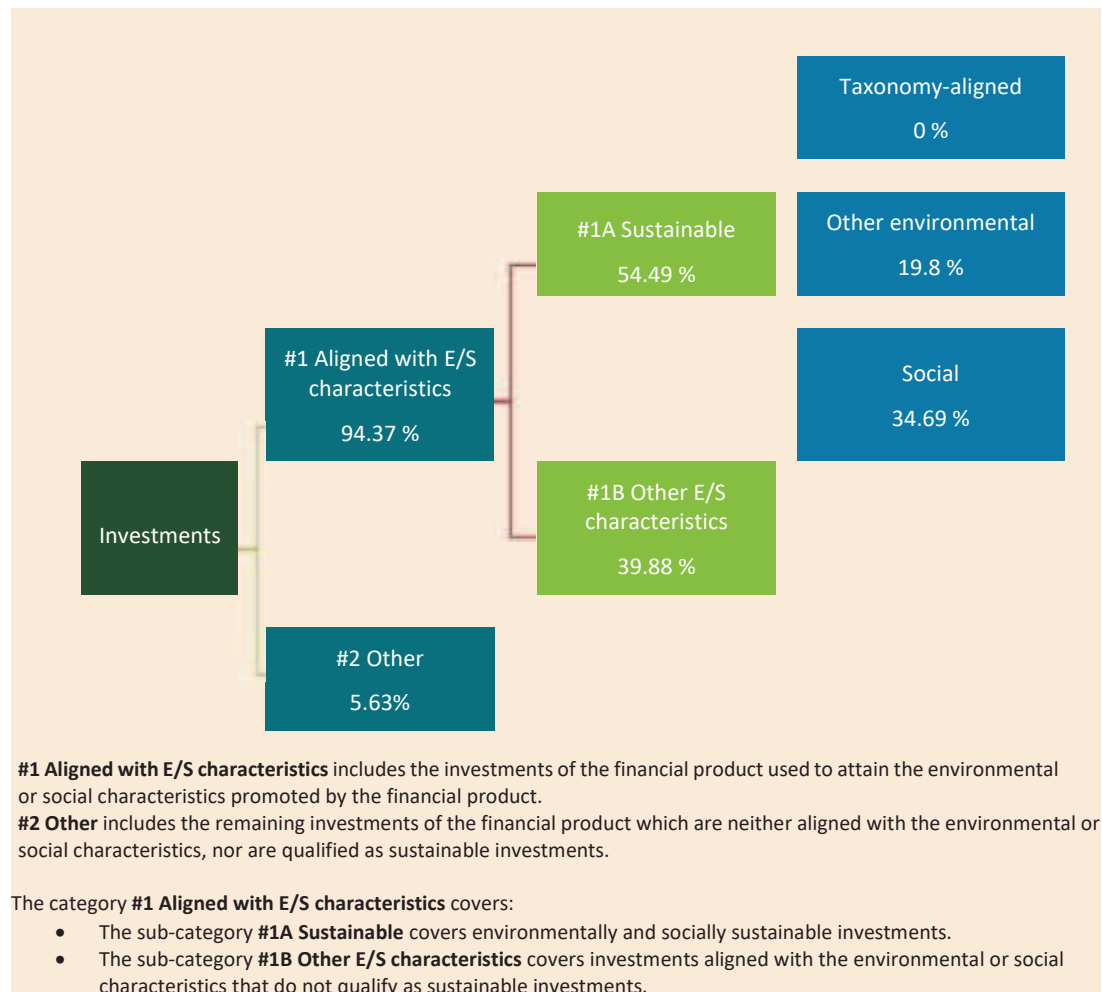 Taxonomy-aligned
0 %
#1A Sustainable
54.49 %
Other environmental
19.8 %
#1 Aligned with E/S
characteristics
94.37 %
Social
34.69 %
Investments
#1B Other E/S
characteristics
39.88 %
#2 Other
5.63%
#1 Aligned with E/S characteristics includes the investments of the financial product used to attain the environmental
or social characteristics promoted by the financial product.
#2 Other includes the remaining investments of the financial product which are neither aligned with the environmental or
social characteristics, nor are qualified as sustainable investments.
The category #1 Aligned with E/S characteristics covers:
• The sub-category #1A Sustainable covers environmentally and socially sustainable investments.
• The sub-category #1B Other E/S characteristics covers investments aligned with the environmental or social
characteristics that do not qualify as sustainable investments.